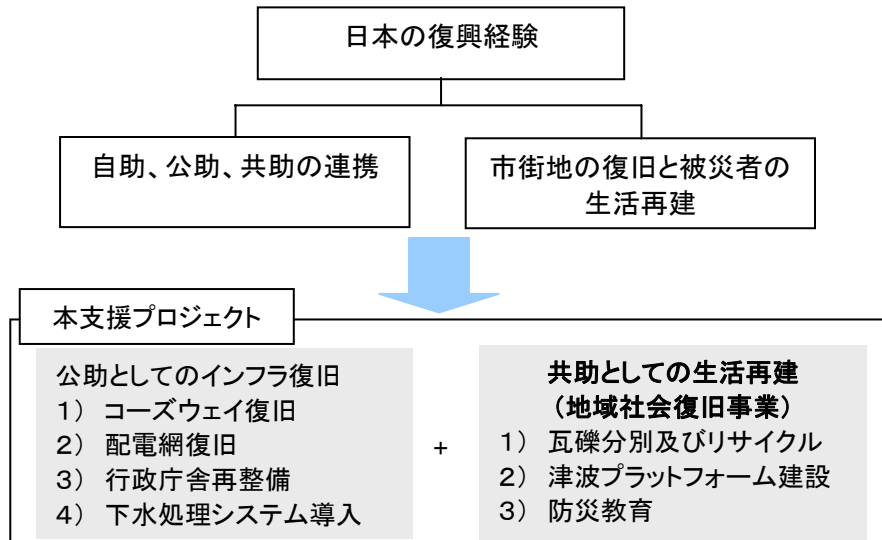 日本の復興経験
自助、公助、共助の連携
市街地の復旧と被災者の
生活再建
本支援プロジェクト
公助としてのインフラ復旧
1） コーズウェイ復旧
2） 配電網復旧
3） 行政庁舎再整備
4） 下水処理システム導入
+
共助としての生活再建
（地域社会復旧事業）
1） 瓦礫分別及びリサイクル
2） 津波プラットフォーム建設
3） 防災教育